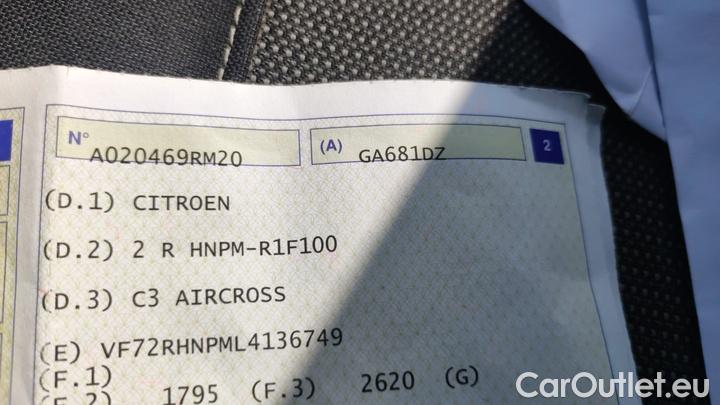 N° A020469RM20 (A) GA681DZ 2
(D.1) CITROEN
(D.2) 2 R HNPM-R1F100
(D.3) C3 AIRCROSS
(E) VF72RHNPML4136749
(F.1)
(F.2) 1795 (F.3) 2620 (G)
CarOutlet.eu